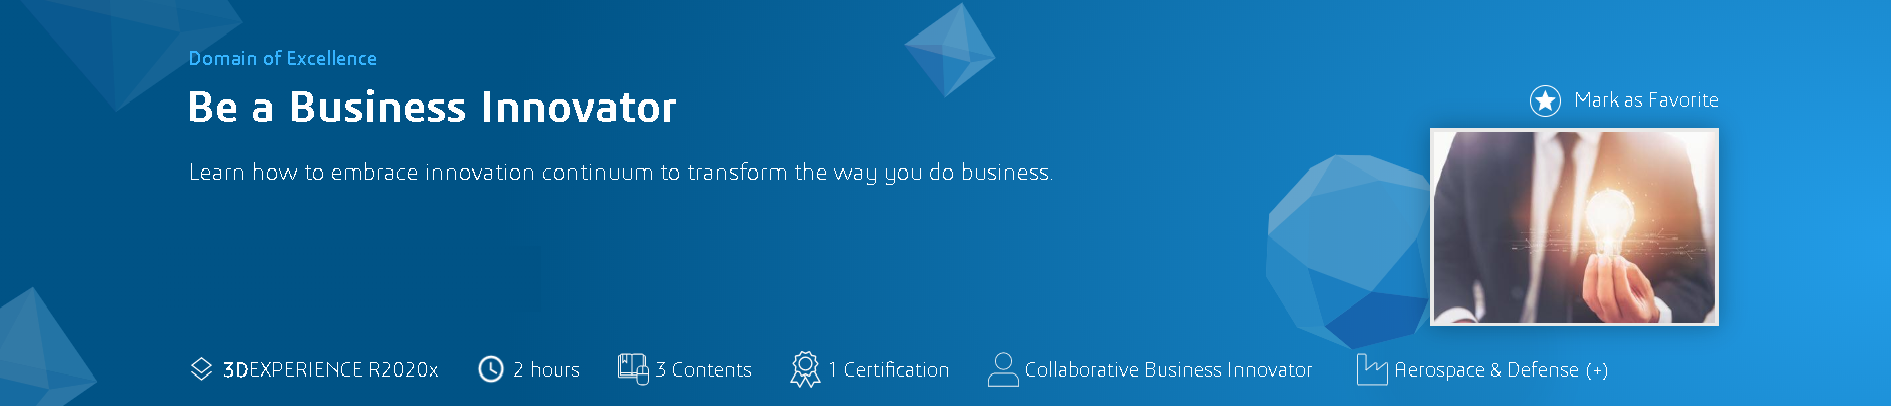 Domain of Excellence
Be a Business Innovator
Mark as Favorite
Learn how to embrace innovation continuum to transform the way you do business.
3DEXPERIENCE R2020x 2 hours 3 Contents 1 Certification Collaborative Business Innovator Aerospace & Defense (+)